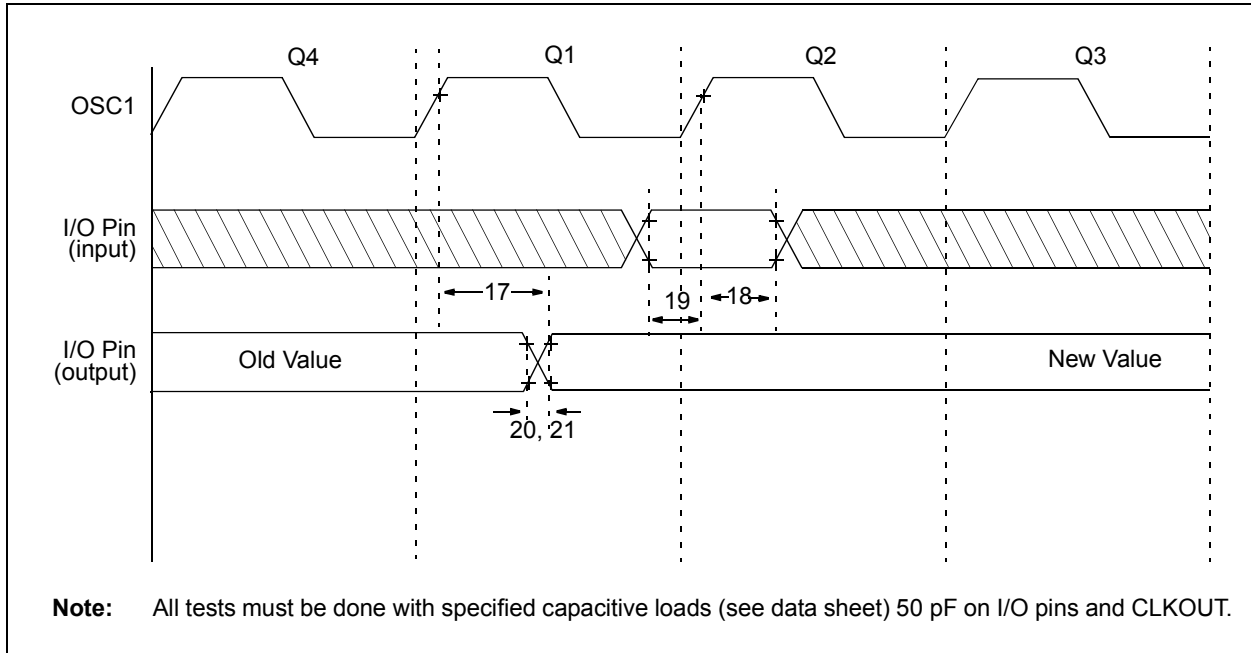 Q4 Q1 Q2 Q3
OSC1
I/O Pin
(input)
17 19 18
I/O Pin
(output)
Old Value New Value
20, 21
Note: All tests must be done with specified capacitive loads (see data sheet) 50 pF on I/O pins and CLKOUT.